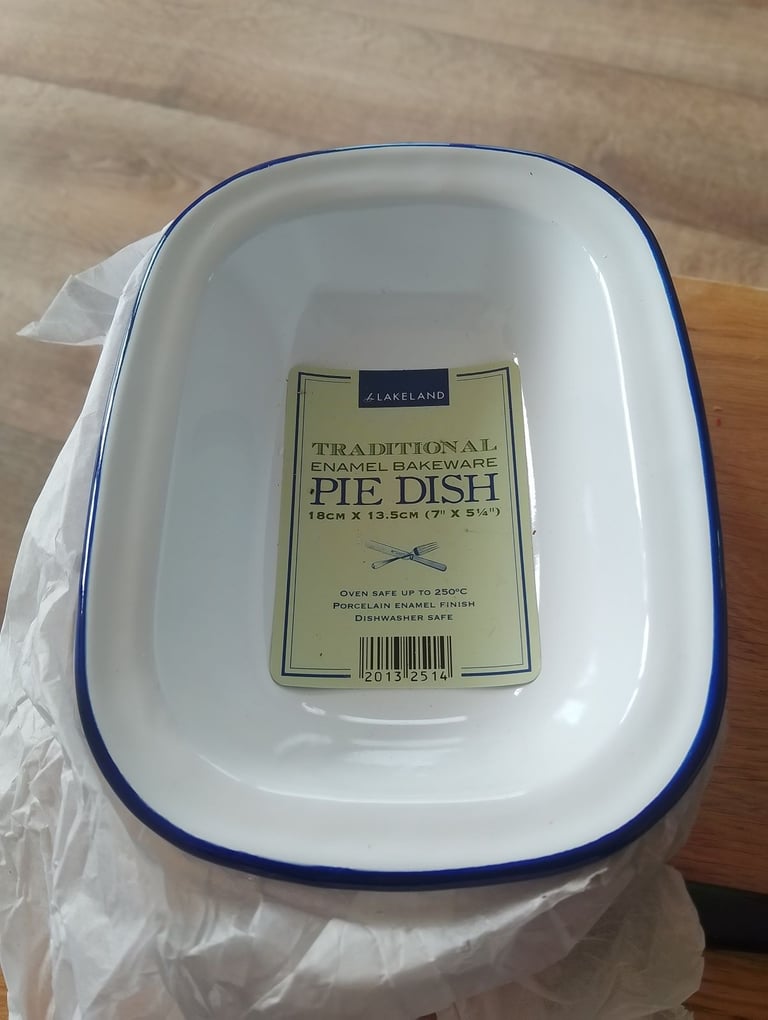 LAKELAND
TRADITIONAL
ENAMEL BAKEWARE
PIE DISH
18CM X 13.5CM (7" X 5¼")
OVEN SAFE UP TO 250ºC
PORCELAIN ENAMEL FINISH
DISHWASHER SAFE
2013 2514